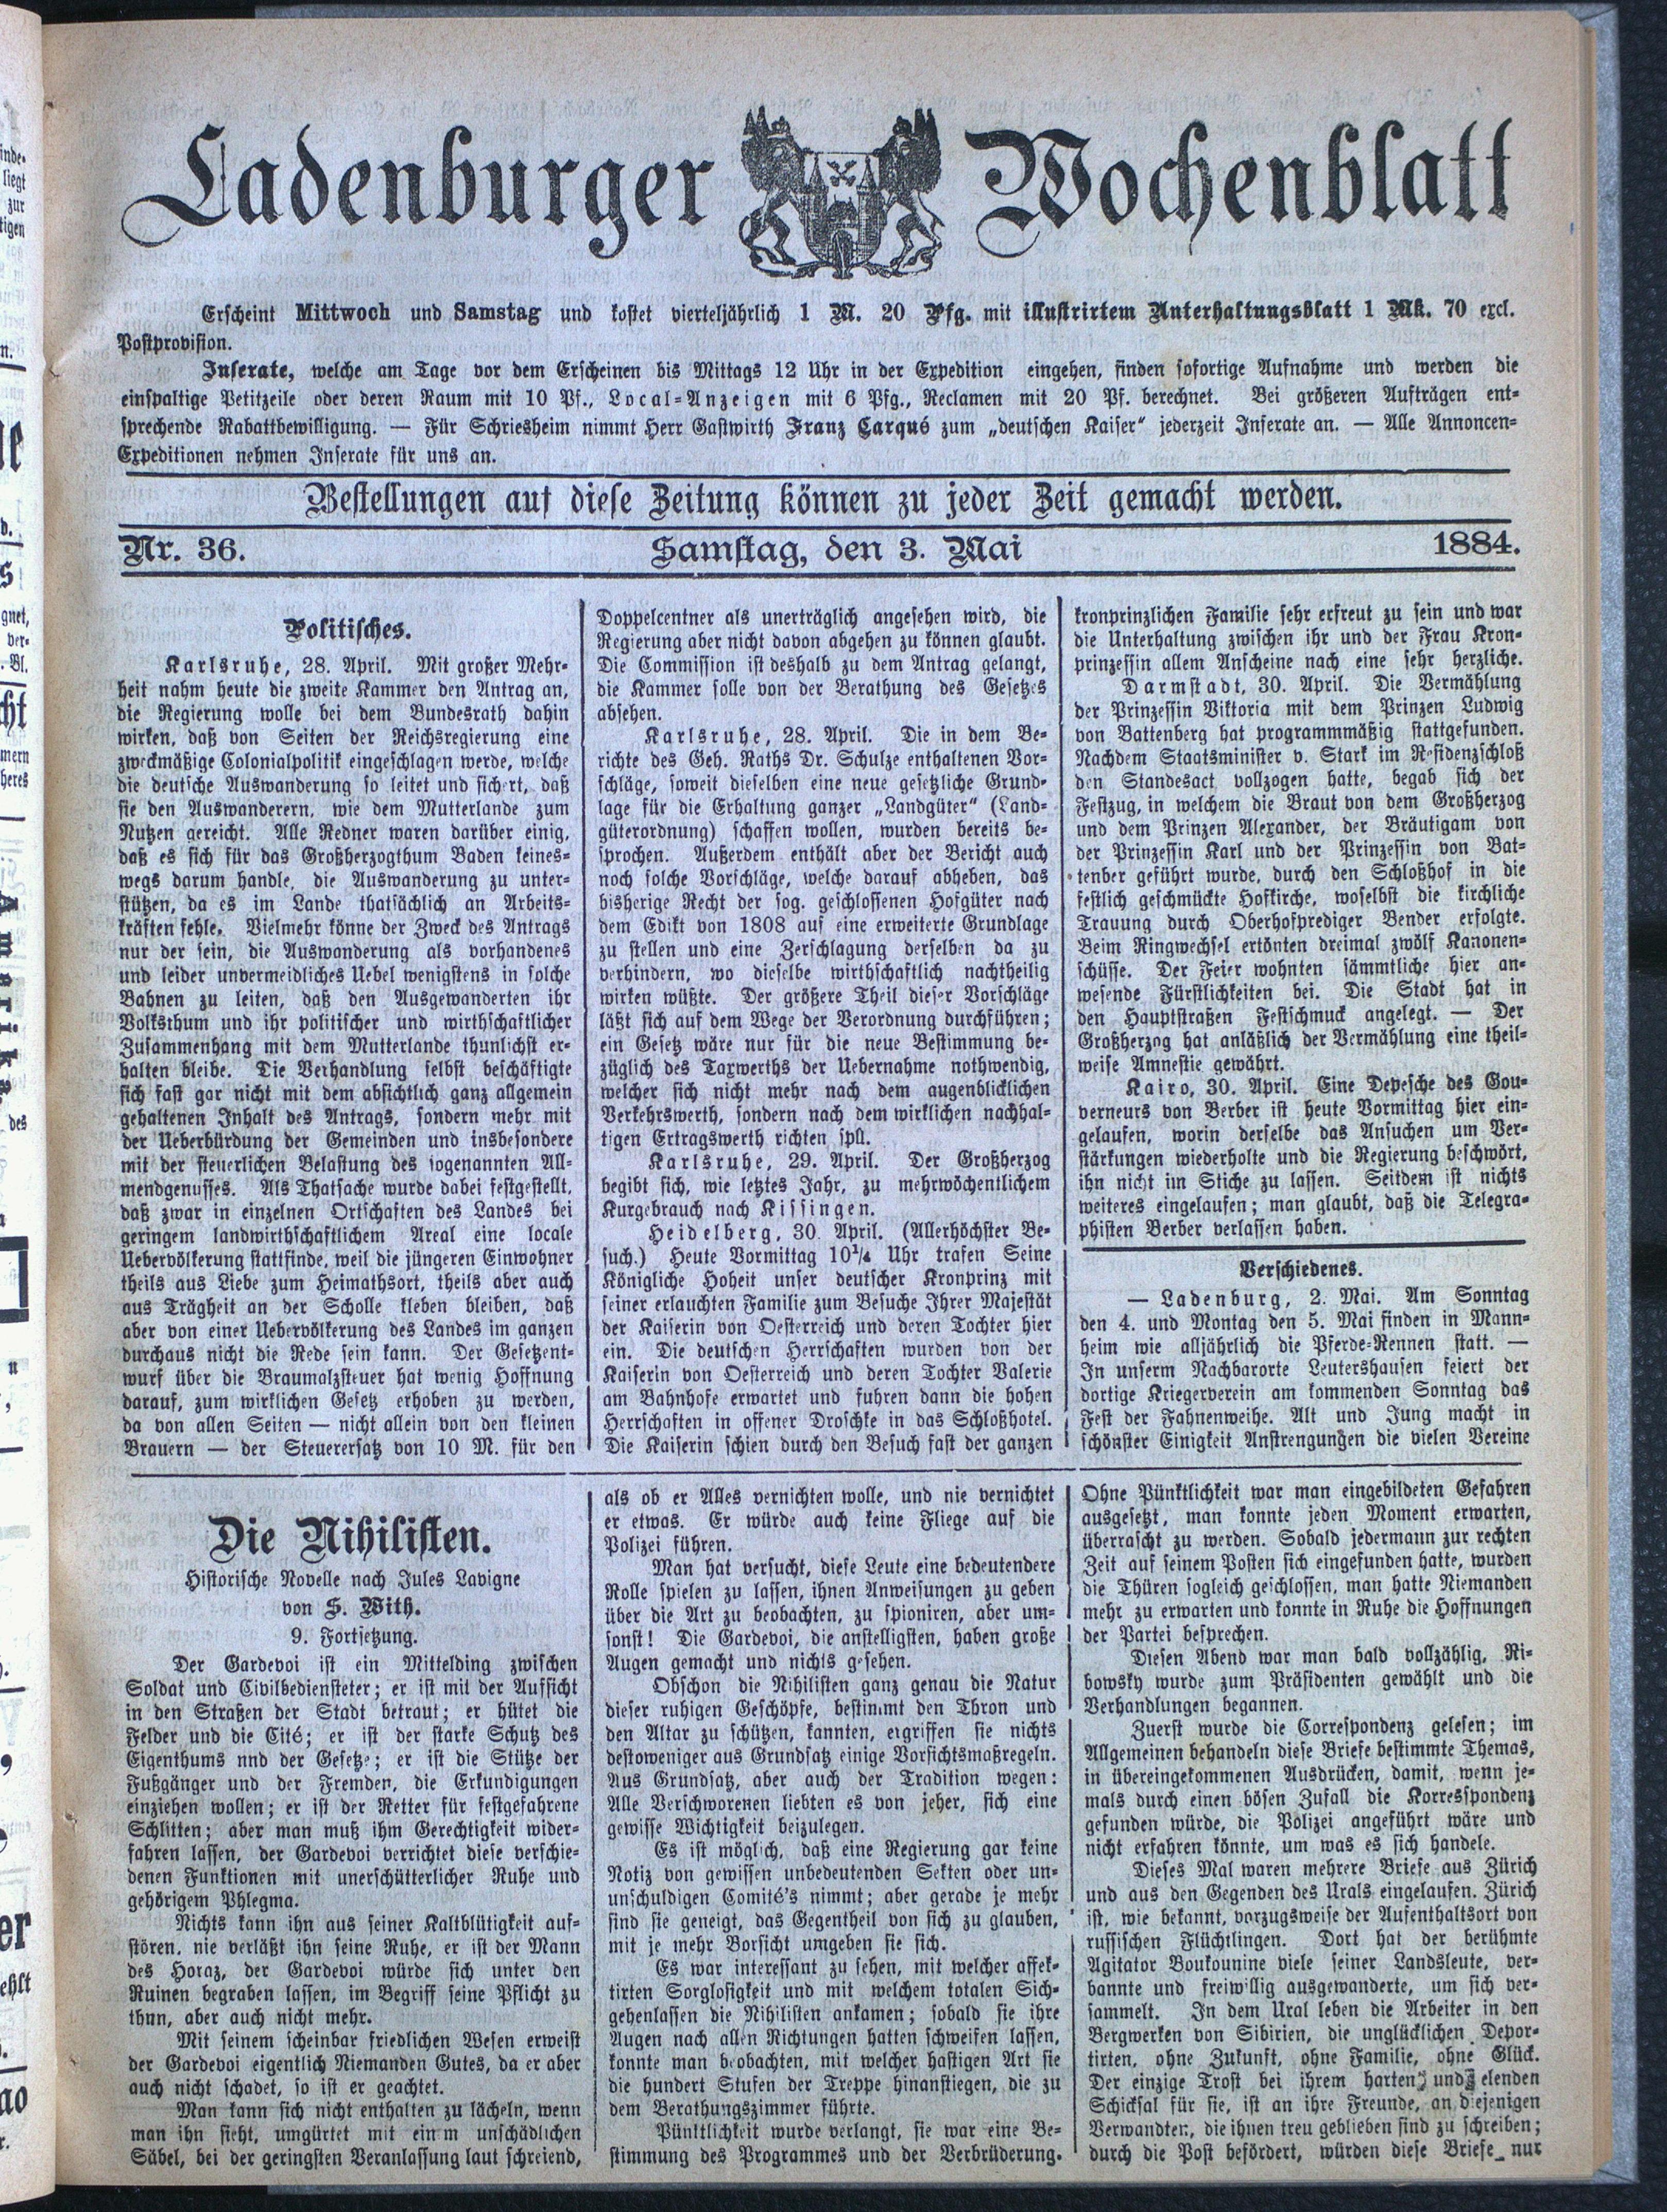 Ladenburger Wochenblatt
Erscheint Mittwoch und Samstag und kostet vierteljährlich 1 M. 20 Pfg. mit illustrirtem Unterhaltungsblatt 1 Mk. 70 excl.
Postprovision.
Inserate, welche am Tage vor dem Erscheinen bis Mittags 12 Uhr in der Expedition eingehen, finden sofortige Aufnahme und werden die
einspaltige Petitzeile oder deren Raum mit 10 Pf., Local-Anzeigen mit 6 Pfg., Reclamen mit 20 Pf. berechnet. Bei größeren Aufträgen ent-
sprechende Rabattbewilligung. — Für Schriesheim nimmt Herr Gastwirth Franz Carqué zum „deutschen Kaiser“ jederzeit Inserate an. — Alle Annoncen-
Expeditionen nehmen Inserate für uns an.
Bestellungen auf diese Zeitung können zu jeder Zeit gemacht werden.
Nr. 36. Samstag, den 3. Mai 1884.
Politisches.
Karlsruhe, 28. April. Mit großer Mehr-
heit nahm heute die zweite Kammer den Antrag an,
die Regierung wolle bei dem Bundesrath dahin
wirken, daß von Seiten der Reichsregierung eine
zweckmäßige Colonialpolitik eingeschlagen werde, welche
die deutsche Auswanderung so leitet und sichert, daß
sie den Auswanderern, wie dem Mutterlande zum
Nutzen gereicht. Alle Redner waren darüber einig,
daß es sich für das Großherzogthum Baden keines-
wegs darum handle, die Auswanderung zu unter-
stützen, da es im Lande thatsächlich an Arbeits-
kräften fehle. Vielmehr könne der Zweck des Antrags
nur der sein, die Auswanderung als vorhandenes
und leider unvermeidliches Uebel wenigstens in solche
Bahnen zu leiten, daß den Ausgewanderten ihr
Volksthum und ihr politischer und wirthschaftlicher
Zusammenhang mit dem Mutterlande thunlichst er-
halten bleibe. Die Verhandlung selbst beschäftigte
sich fast gar nicht mit dem absichtlich ganz allgemein
gehaltenen Inhalt des Antrags, sondern mehr mit
der Ueberbürdung der Gemeinden und insbesondere
mit der steuerlichen Belastung des sogenannten All-
mendgenusses. Als Thatsache wurde dabei festgestellt,
daß zwar in einzelnen Ortschaften des Landes bei
geringem landwirthschaftlichem Areal eine locale
Uebervölkerung stattfinde, weil die jüngeren Einwohner
theils aus Liebe zum Heimathsort, theils aber auch
aus Trägheit an der Scholle kleben bleiben, daß
aber von einer Uebervölkerung des Landes im ganzen
durchaus nicht die Rede sein kann. Der Gesetzent-
wurf über die Braumalzsteuer hat wenig Hoffnung
darauf, zum wirklichen Gesetz erhoben zu werden,
da von allen Seiten — nicht allein von den kleinen
Brauern — der Steuerersatz von 10 M. für den
Doppelcentner als unerträglich angesehen wird, die
Regierung aber nicht davon abgehen zu können glaubt.
Die Commission ist deshalb zu dem Antrag gelangt,
die Kammer solle von der Berathung des Gesetzes
absehen.
Karlsruhe, 28. April. Die in dem Be-
richte des Geh. Raths Dr. Schulze enthaltenen Vor-
schläge, soweit dieselben eine neue gesetzliche Grund-
lage für die Erhaltung ganzer „Landgüter“ (Land-
güterordnung) schaffen wollen, wurden bereits be-
sprochen. Außerdem enthält aber der Bericht auch
noch solche Vorschläge, welche darauf abheben, das
bisherige Recht der sog. geschlossenen Hofgüter nach
dem Edikt von 1808 auf eine erweiterte Grundlage
zu stellen und eine Zerschlagung derselben da zu
verhindern, wo dieselbe wirthschaftlich nachtheilig
wirken müßte. Der größere Theil dieser Vorschläge
läßt sich auf dem Wege der Verordnung durchführen;
ein Gesetz wäre nur für die neue Bestimmung be-
züglich des Taxwerths der Uebernahme nothwendig,
welcher sich nicht mehr nach dem augenblicklichen
Verkehrswerth, sondern nach dem wirklichen nachhal-
tigen Ertragswerth richten soll.
Karlsruhe, 29. April. Der Großherzog
begibt sich, wie letztes Jahr, zu mehrwöchentlichem
Kurgebrauch nach Kissingen.
Heidelberg, 30. April. (Allerhöchster Be-
such.) Heute Vormittag 10¼ Uhr trafen Seine
Königliche Hoheit unser deutscher Kronprinz mit
seiner erlauchten Familie zum Besuche Ihrer Majestät
der Kaiserin von Oesterreich und deren Tochter hier
ein. Die deutschen Herrschaften wurden von der
Kaiserin von Oesterreich und deren Tochter Valerie
am Bahnhofe erwartet und fuhren dann die hohen
Herrschaften in offener Droschke in das Schloßhotel.
Die Kaiserin schien durch den Besuch fast der ganzen
kronprinzlichen Familie sehr erfreut zu sein und war
die Unterhaltung zwischen ihr und der Frau Kron-
prinzessin allem Anscheine nach eine sehr herzliche.
Darmstadt, 30. April. Die Vermählung
der Prinzessin Viktoria mit dem Prinzen Ludwig
von Battenberg hat programmmäßig stattgefunden.
Nachdem Staatsminister v. Stark im Residenzschloß
den Standesact vollzogen hatte, begab sich der
Festzug, in welchem die Braut von dem Großherzog
und dem Prinzen Alexander, der Bräutigam von
der Prinzessin Karl und der Prinzessin von Bat-
tenber geführt wurde, durch den Schloßhof in die
festlich geschmückte Hofkirche, woselbst die kirchliche
Trauung durch Oberhofprediger Bender erfolgte.
Beim Ringwechsel ertönten dreimal zwölf Kanonen-
schüsse. Der Feier wohnten sämmtliche hier an-
wesende Fürstlichkeiten bei. Die Stadt hat in
den Hauptstraßen Festschmuck angelegt. — Der
Großherzog hat anläßlich der Vermählung eine theil-
weise Amnestie gewährt.
Kairo, 30. April. Eine Depesche des Gou-
verneurs von Berber ist heute Vormittag hier ein-
gelaufen, worin derselbe das Ansuchen um Ver-
stärkungen wiederholte und die Regierung beschwört,
ihn nicht im Stiche zu lassen. Seitdem ist nichts
weiteres eingelaufen; man glaubt, daß die Telegra-
phisten Berber verlassen haben.
Verschiedenes.
— Ladenburg, 2. Mai. Am Sonntag
den 4. und Montag den 5. Mai finden in Mann-
heim wie alljährlich die Pferde-Rennen statt. —
In unserm Nachbarorte Leutershausen feiert der
dortige Kriegerverein am kommenden Sonntag das
Fest der Fahnenweihe. Alt und Jung macht in
schönster Einigkeit Anstrengungen die vielen Vereine
Die Nihilisten.
Historische Novelle nach Jules Lavigne
von S. With.
9. Fortsetzung.
Der Gardevoi ist ein Mittelding zwischen
Soldat und Civilbediensteter; er ist mit der Aufsicht
in den Straßen der Stadt betraut; er hütet die
Felder und die Cité; er ist der starke Schutz des
Eigenthums nnd der Gesetze; er ist die Stütze der
Fußgänger und der Fremden, die Erkundigungen
einziehen wollen; er ist der Retter für festgefahrene
Schlitten; aber man muß ihm Gerechtigkeit wider-
fahren lassen, der Gardevoi verrichtet diese verschie-
denen Funktionen mit unerschütterlicher Ruhe und
gehörigem Phlegma.
Nichts kann ihn aus seiner Kaltblütigkeit auf-
stören, nie verläßt ihn seine Ruhe, er ist der Mann
des Horaz, der Gardevoi würde sich unter den
Ruinen begraben lassen, im Begriff seine Pflicht zu
thnn, aber auch nicht mehr.
Mit seinem scheinbar friedlichen Wesen erweist
der Gardevoi eigentlich Niemanden Gutes, da er aber
auch nicht schadet, so ist er geachtet.
Man kann sich nicht enthalten zu lächeln, wenn
man ihn sieht, umgürtet mit ein m unschädlichen
Säbel, bei der geringsten Veranlassung laut schreiend,
als ob er Alles vernichten wolle, und nie vernichtet
er etwas. Er würde auch keine Fliege auf die
Polizei führen.
Man hat versucht, diese Leute eine bedeutendere
Rolle spielen zu lassen, ihnen Anweisungen zu geben
über die Art zu beobachten, zu spioniren, aber um-
sonst! Die Gardevoi, die anstelligsten, haben große
Augen gemacht und nichts gesehen.
Obschon die Nihilisten ganz genau die Natur
dieser ruhigen Geschöpfe, bestimmt den Thron und
den Altar zu schützen, kannten, ergriffen sie nichts
destoweniger aus Grundsatz einige Vorsichtsmaßregeln.
Aus Grundsatz, aber auch der Tradition wegen:
Alle Verschworenen liebten es von jeher, sich eine
gewisse Wichtigkeit beizulegen.
Es ist möglich, daß eine Regierung gar keine
Notiz von gewissen unbedeutenden Sekten oder un-
unschuldigen Comité's nimmt; aber gerade je mehr
sind sie geneigt, das Gegentheil von sich zu glauben,
mit je mehr Vorsicht umgeben sie sich.
Es war interessant zu sehen, mit welcher affek-
tirten Sorglosigkeit und mit welchem totalen Sich-
gehenlassen die Nihilisten ankamen; sobald sie ihre
Augen nach allen Richtungen hatten schweifen lassen,
konnte man beobachten, mit welcher hastigen Art sie
die hundert Stufen der Treppe hinanstiegen, die zu
dem Berathungszimmer führte.
Pünktlichkeit wurde verlangt, sie war eine Be-
stimmung des Programmes und der Verbrüderung.
Ohne Pünktlichkeit war man eingebildeten Gefahren
ausgesetzt, man konnte jeden Moment erwarten,
überrascht zu werden. Sobald jedermann zur rechten
Zeit auf seinem Posten sich eingefunden hatte, wurden
die Thüren sogleich geschlossen, man hatte Niemanden
mehr zu erwarten und konnte in Ruhe die Hoffnungen
der Partei besprechen.
Diesen Abend war man bald vollzählig, Ri-
bowsky wurde zum Präsidenten gewählt und die
Verhandlungen begannen.
Zuerst wurde die Correspondenz gelesen; im
Allgemeinen behandeln diese Briefe bestimmte Themas,
in übereingekommenen Ausdrücken, damit, wenn je-
mals durch einen bösen Zufall die Korresspondenz
gefunden würde, die Polizei angeführt wäre und
nicht erfahren könnte, um was es sich handele.
Dieses Mal waren mehrere Briefe aus Zürich
und aus den Gegenden des Urals eingelaufen. Zürich
ist, wie bekannt, vorzugsweise der Aufenthaltsort von
russischen Flüchtlingen. Dort hat der berühmte
Agitator Boukounine viele seiner Landsleute, ver-
bannte und freiwillig ausgewanderte, um sich ver-
sammelt. In dem Ural leben die Arbeiter in den
Bergwerken von Sibirien, die unglücklichen Depor-
tirten, ohne Zukunft, ohne Familie, ohne Glück.
Der einzige Trost bei ihrem harten und elenden
Schicksal für sie, ist an ihre Freunde, an diejenigen
Verwandten, die ihnen treu geblieben sind zu schreiben;
durch die Post befördert, würden diese Briefe nur